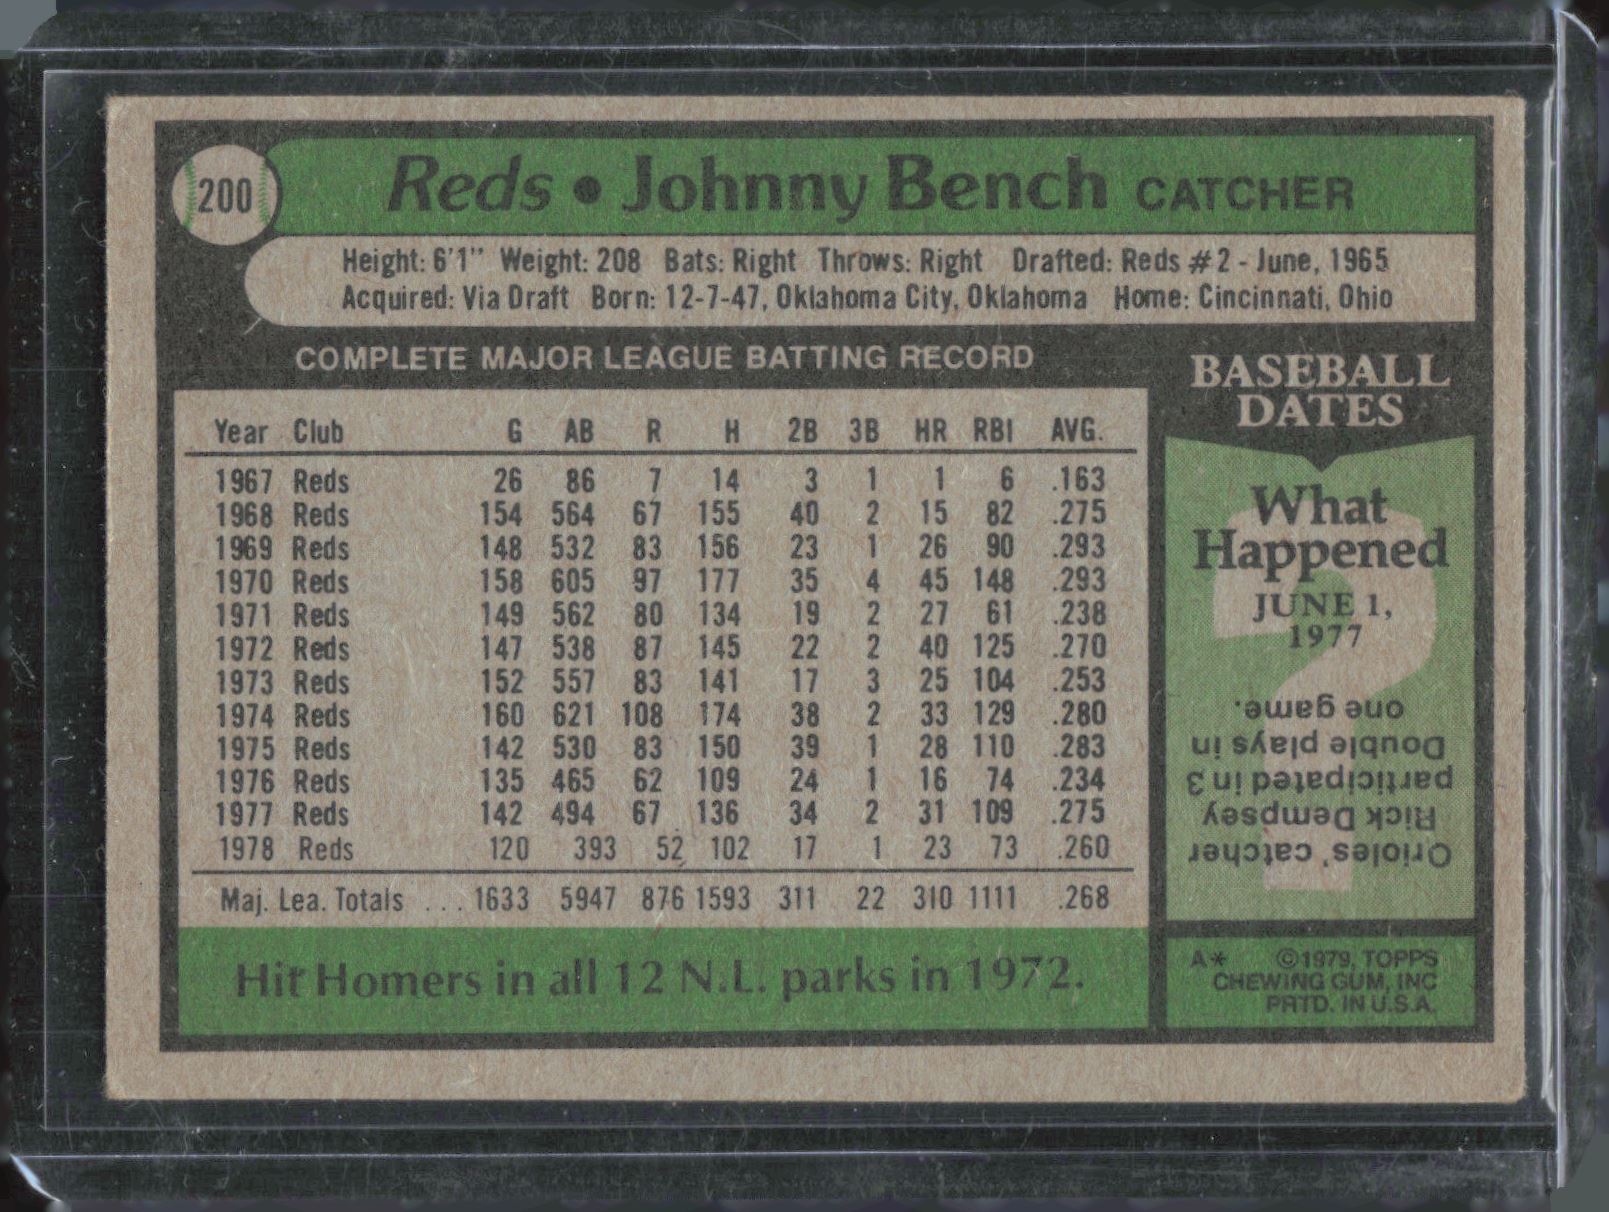 200
Reds • Johnny Bench CATCHER
Height: 6'1" Weight: 208 Bats: Right Throws: Right Drafted: Reds #2 - June, 1965
Acquired: Via Draft Born: 12-7-47, Oklahoma City, Oklahoma Home: Cincinnati, Ohio
COMPLETE MAJOR LEAGUE BATTING RECORD
Year Club G AB R H 2B 3B HR RBI AVG.
1967 Reds 26 86 7 14 3 1 1 6 .163
1968 Reds 154 564 67 155 40 2 15 82 .275
1969 Reds 148 532 83 156 23 1 26 90 .293
1970 Reds 158 605 97 177 35 4 45 148 .293
1971 Reds 149 562 80 134 19 2 27 61 .238
1972 Reds 147 538 87 145 22 2 40 125 .270
1973 Reds 152 557 83 141 17 3 25 104 .253
1974 Reds 160 621 108 174 38 2 33 129 .280
1975 Reds 142 530 83 150 39 1 28 110 .283
1976 Reds 135 465 62 109 24 1 16 74 .234
1977 Reds 142 494 67 136 34 2 31 109 .275
1978 Reds 120 393 52 102 17 1 23 73 .260
Maj. Lea. Totals ... 1633 5947 876 1593 311 22 310 1111 .268
Hit Homers in all 12 N.L. parks in 1972.
BASEBALL
DATES
What
Happened
JUNE 1,
1977
Orioles' catcher
Rick Dempsey
participated in 3
Double plays in
one game.
A* ©1979, TOPPS
CHEWING GUM, INC
PRTD. IN U.S.A.